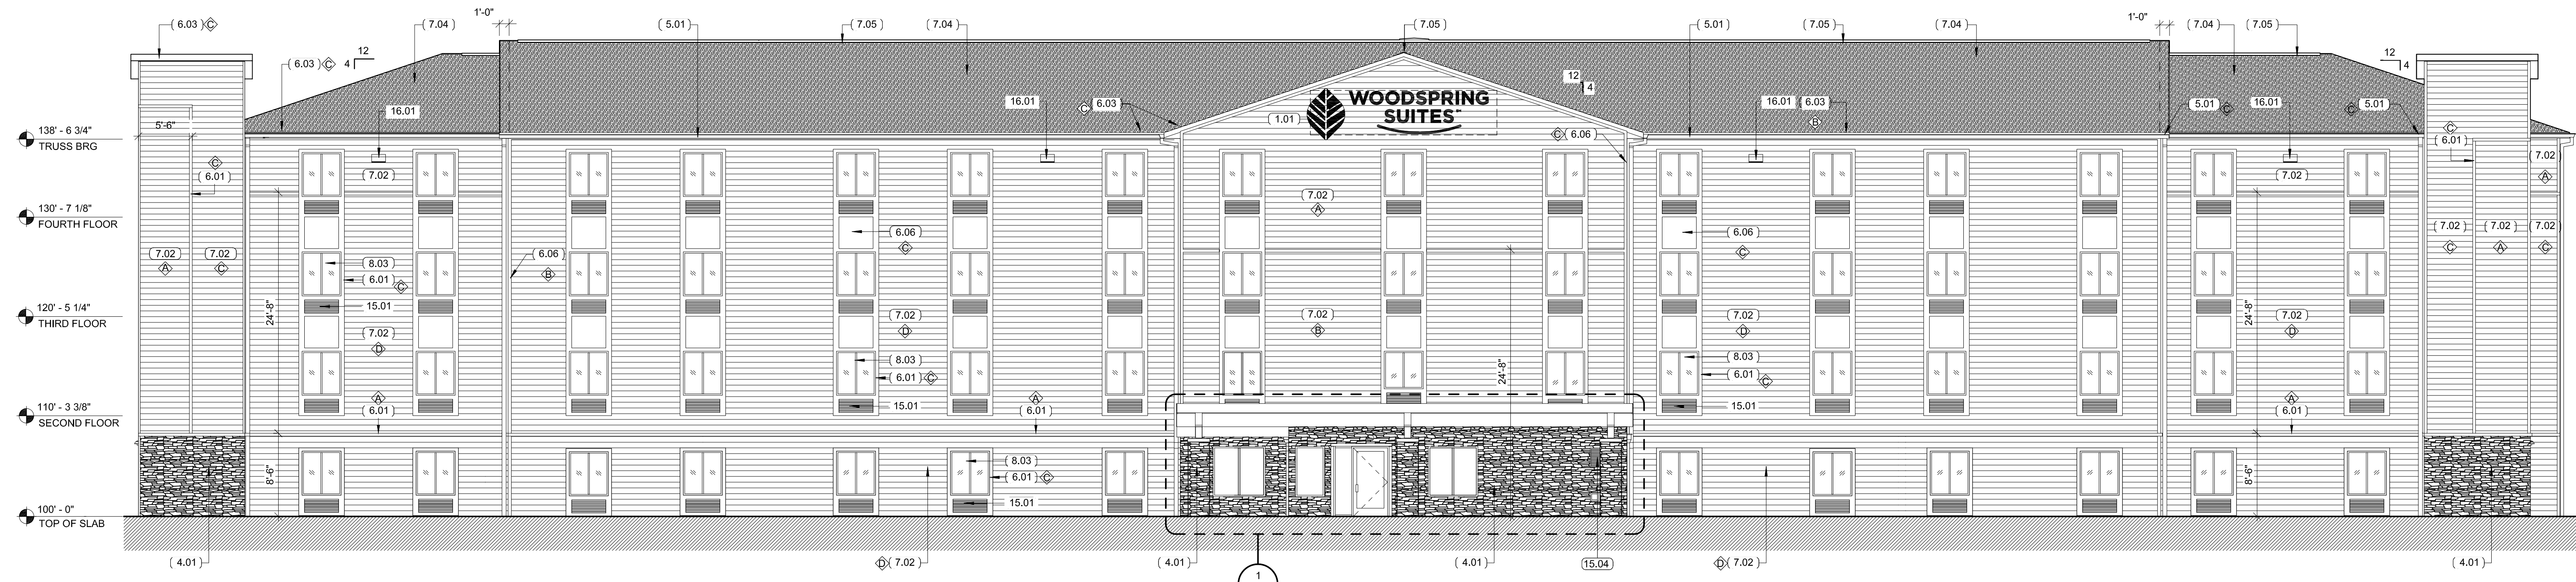 ( 6.03 ) C
( 7.04 )
1'-0"
( 5.01 )
( 7.05 )
( 7.04 )
( 7.05 )
( 5.01 )
( 7.05 )
( 7.04 )
1'-0"
( 7.04 )
( 7.05 )
( 6.03 ) C
12
4
12
4
12
4
16.01
16.01
C ( 6.03 )
1.01
WOODSPRING
SUITES
C ( 6.06 )
16.01
( 6.03 )
B
5.01
C
16.01
C
5.01
5'-6"
138' - 6 3/4"
TRUSS BRG
C
( 6.01 )
( 7.02 )
C
( 6.01 )
( 7.02 )
A
( 7.02 )
( 7.02 )
A
130' - 7 1/8"
FOURTH FLOOR
( 6.06 )
C
( 6.06 )
C
( 7.02 )
C
( 7.02 )
A
( 7.02 )
C
( 7.02 )
A
( 7.02 )
C
( 8.03 )
( 6.01 )
C
( 6.06 )
B
15.01
24'-8"
120' - 5 1/4"
THIRD FLOOR
( 7.02 )
D
( 7.02 )
D
( 7.02 )
B
( 7.02 )
D
( 7.02 )
D
24'-8"
( 8.03 )
( 6.01 ) C
15.01
24'-8"
( 8.03 )
( 6.01 )
C
15.01
A
( 6.01 )
A
( 6.01 )
A
( 6.01 )
110' - 3 3/8"
SECOND FLOOR
8'-6"
( 8.03 )
( 6.01 ) C
15.01
8'-6"
100' - 0"
TOP OF SLAB
( 4.01 )
D ( 7.02 )
( 4.01 )
1
( 4.01 )
15.04
D ( 7.02 )
( 4.01 )